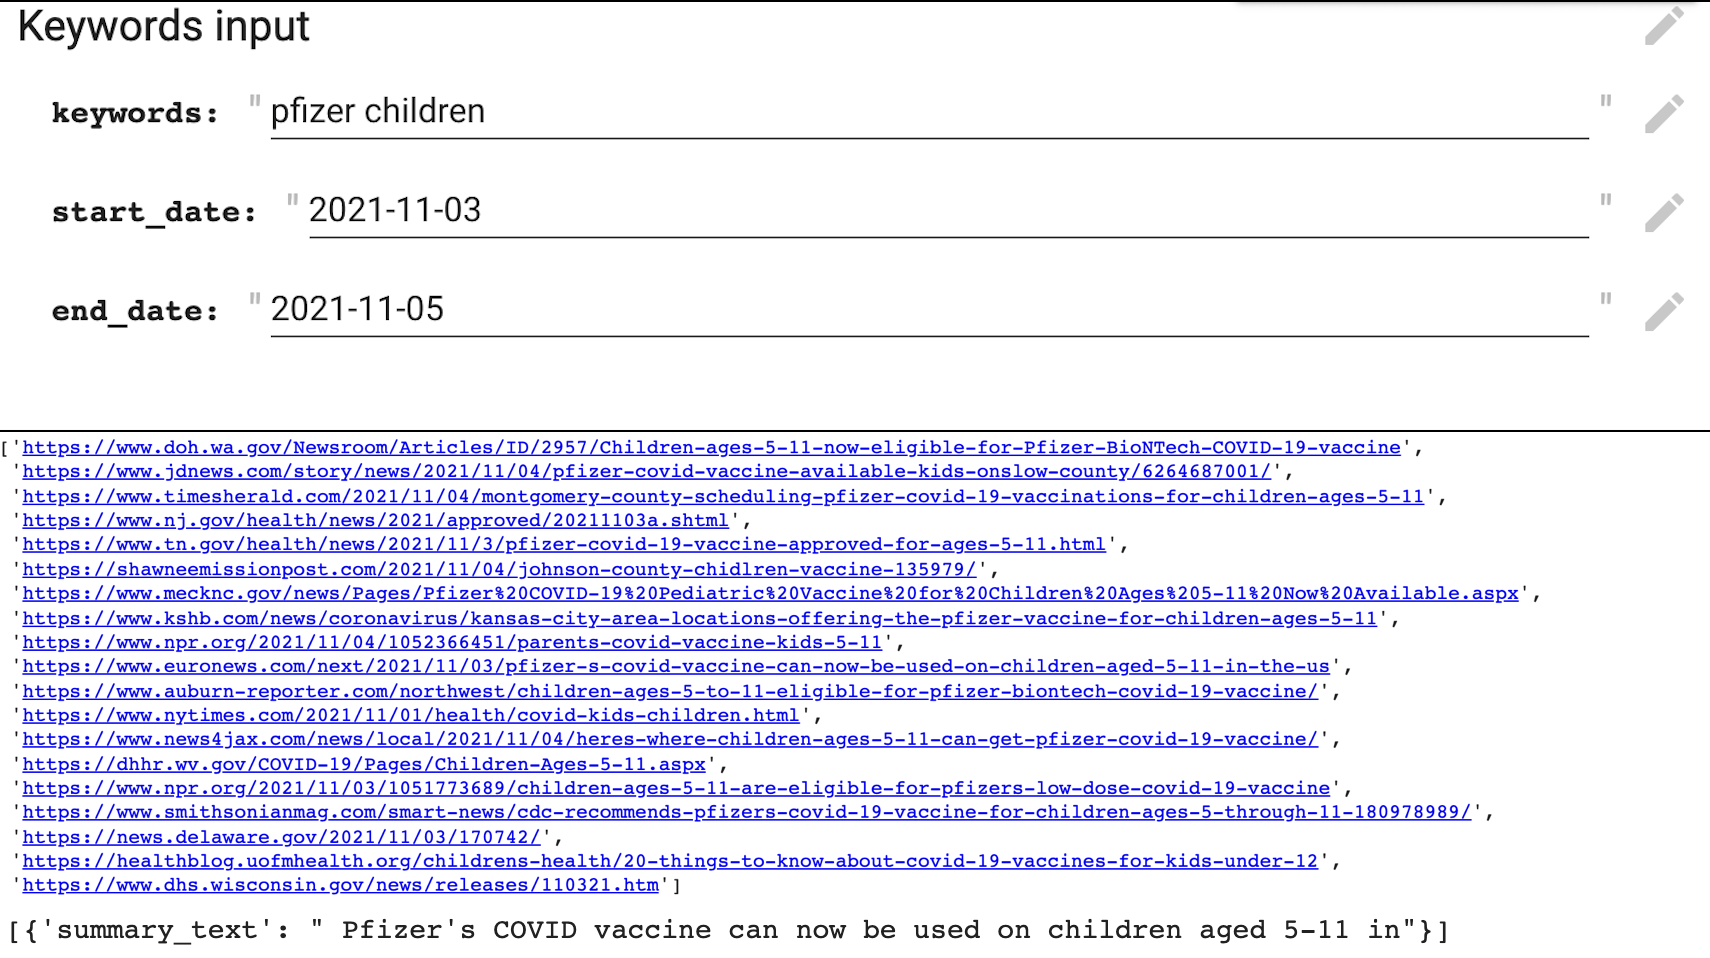 Keywords input
keywords: " pfizer children "
start_date: " 2021-11-03 "
end_date: " 2021-11-05 "
['https://www.doh.wa.gov/Newsroom/Articles/ID/2957/Children-ages-5-11-now-eligible-for-Pfizer-BioNTech-COVID-19-vaccine',
'https://www.jdnews.com/story/news/2021/11/04/pfizer-covid-vaccine-available-kids-onslow-county/6264687001/',
'https://www.timesherald.com/2021/11/04/montgomery-county-scheduling-pfizer-covid-19-vaccinations-for-children-ages-5-11',
'https://www.nj.gov/health/news/2021/approved/20211103a.shtml',
'https://www.tn.gov/health/news/2021/11/3/pfizer-covid-19-vaccine-approved-for-ages-5-11.html',
'https://shawneemissionpost.com/2021/11/04/johnson-county-chidlren-vaccine-135979/',
'https://www.mecknc.gov/news/Pages/Pfizer%20COVID-19%20Pediatric%20Vaccine%20for%20Children%20Ages%205-11%20Now%20Available.aspx',
'https://www.kshb.com/news/coronavirus/kansas-city-area-locations-offering-the-pfizer-vaccine-for-children-ages-5-11',
'https://www.npr.org/2021/11/04/1052366451/parents-covid-vaccine-kids-5-11',
'https://www.euronews.com/next/2021/11/03/pfizer-s-covid-vaccine-can-now-be-used-on-children-aged-5-11-in-the-us',
'https://www.auburn-reporter.com/northwest/children-ages-5-to-11-eligible-for-pfizer-biontech-covid-19-vaccine/',
'https://www.nytimes.com/2021/11/01/health/covid-kids-children.html',
'https://www.news4jax.com/news/local/2021/11/04/heres-where-children-ages-5-11-can-get-pfizer-covid-19-vaccine/',
'https://dhhr.wv.gov/COVID-19/Pages/Children-Ages-5-11.aspx',
'https://www.npr.org/2021/11/03/1051773689/children-ages-5-11-are-eligible-for-pfizers-low-dose-covid-19-vaccine',
'https://www.smithsonianmag.com/smart-news/cdc-recommends-pfizers-covid-19-vaccine-for-children-ages-5-through-11-180978989/',
'https://news.delaware.gov/2021/11/03/170742/',
'https://healthblog.uofmhealth.org/childrens-health/20-things-to-know-about-covid-19-vaccines-for-kids-under-12',
'https://www.dhs.wisconsin.gov/news/releases/110321.htm']
[{'summary_text': " Pfizer's COVID vaccine can now be used on children aged 5-11 in"}]